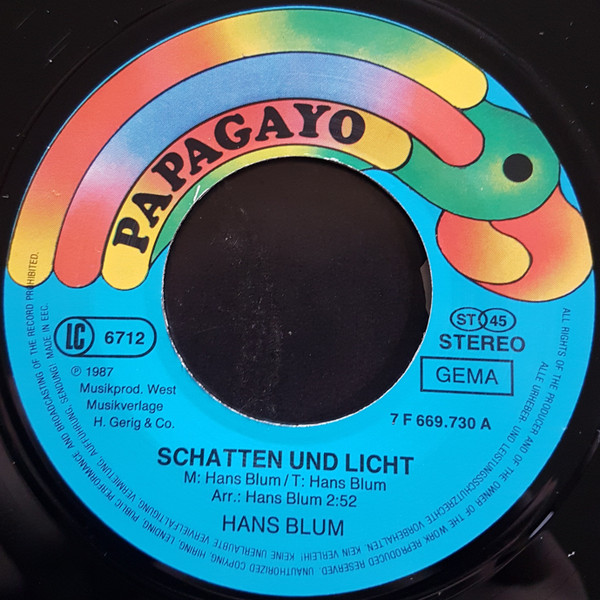 PAPAGAYO
LC 6712
℗ 1987
Musikprod. West
Musikverlage
H. Gerig & Co.
ST 45
STEREO
GEMA
7 F 669.730 A
SCHATTEN UND LICHT
M: Hans Blum / T: Hans Blum
Arr.: Hans Blum 2:52
HANS BLUM
ALL RIGHTS OF THE PRODUCER AND OF THE OWNER OF THE WORK REPRODUCED RESERVED. UNAUTHORIZED COPYING, HIRING, LENDING, PUBLIC PERFORMANCE AND BROADCASTING OF THE RECORD PROHIBITED.
ALLE URHEBER- UND LEISTUNGSSCHUTZRECHTE VORBEHALTEN. KEIN VERLEIH! KEINE UNERLAUBTE VERVIELFÄLTIGUNG, VERMIETUNG, AUFFÜHRUNG, SENDUNG! MADE IN EEC.